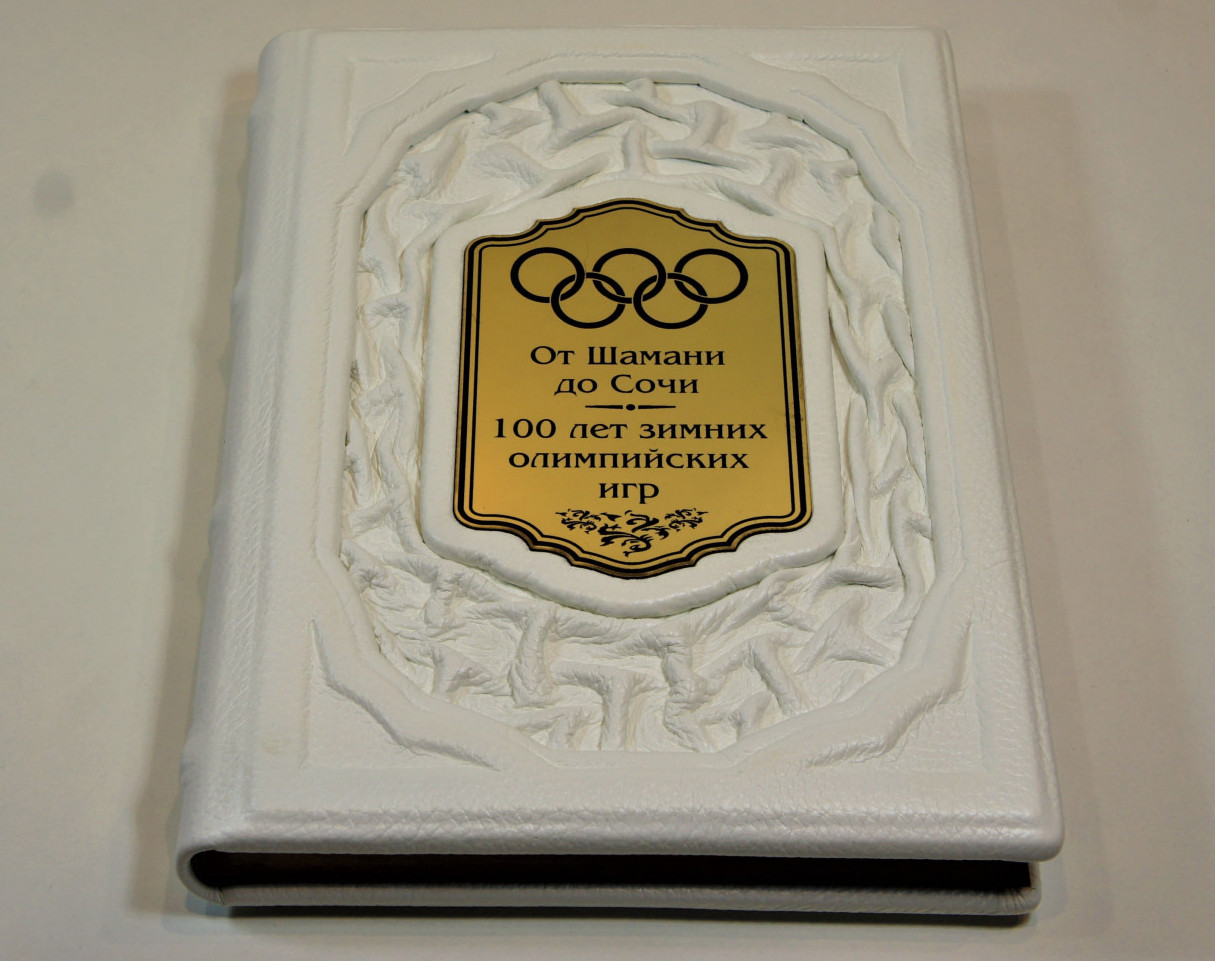 От Шамани
до Сочи
100 лет зимних
олимпийских
игр